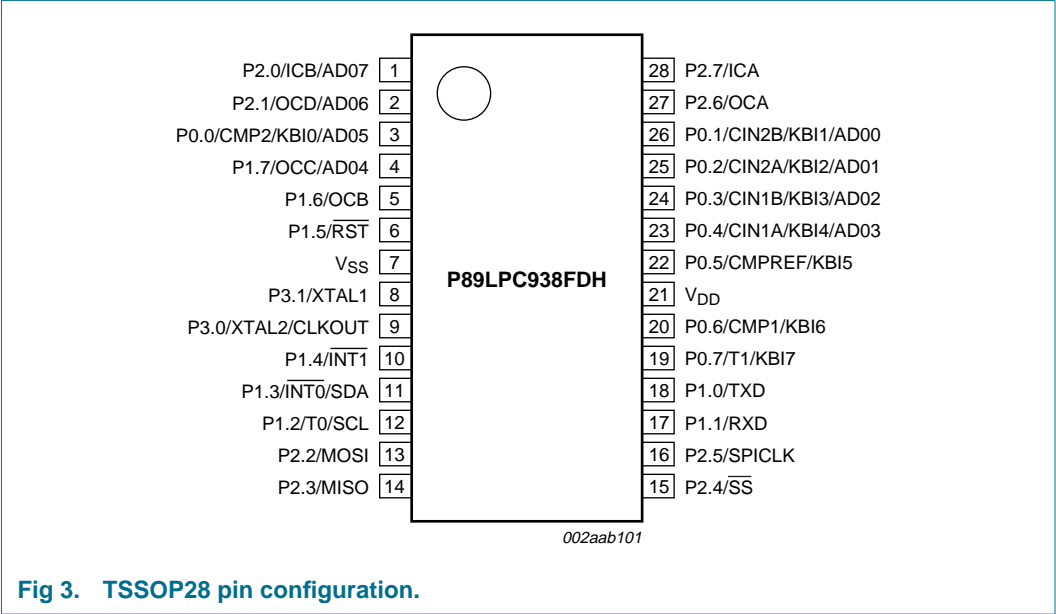 P2.0/ICB/AD07 1
P2.1/OCD/AD06 2
P0.0/CMP2/KBI0/AD05 3
P1.7/OCC/AD04 4
P1.6/OCB 5
P1.5/R̅S̅T̅ 6
VSS 7
P3.1/XTAL1 8
P3.0/XTAL2/CLKOUT 9
P1.4/I̅N̅T̅1̅ 10
P1.3/I̅N̅T̅0̅/SDA 11
P1.2/T0/SCL 12
P2.2/MOSI 13
P2.3/MISO 14
P89LPC938FDH
28 P2.7/ICA
27 P2.6/OCA
26 P0.1/CIN2B/KBI1/AD00
25 P0.2/CIN2A/KBI2/AD01
24 P0.3/CIN1B/KBI3/AD02
23 P0.4/CIN1A/KBI4/AD03
22 P0.5/CMPREF/KBI5
21 VDD
20 P0.6/CMP1/KBI6
19 P0.7/T1/KBI7
18 P1.0/TXD
17 P1.1/RXD
16 P2.5/SPICLK
15 P2.4/S̅S̅
002aab101
Fig 3. TSSOP28 pin configuration.